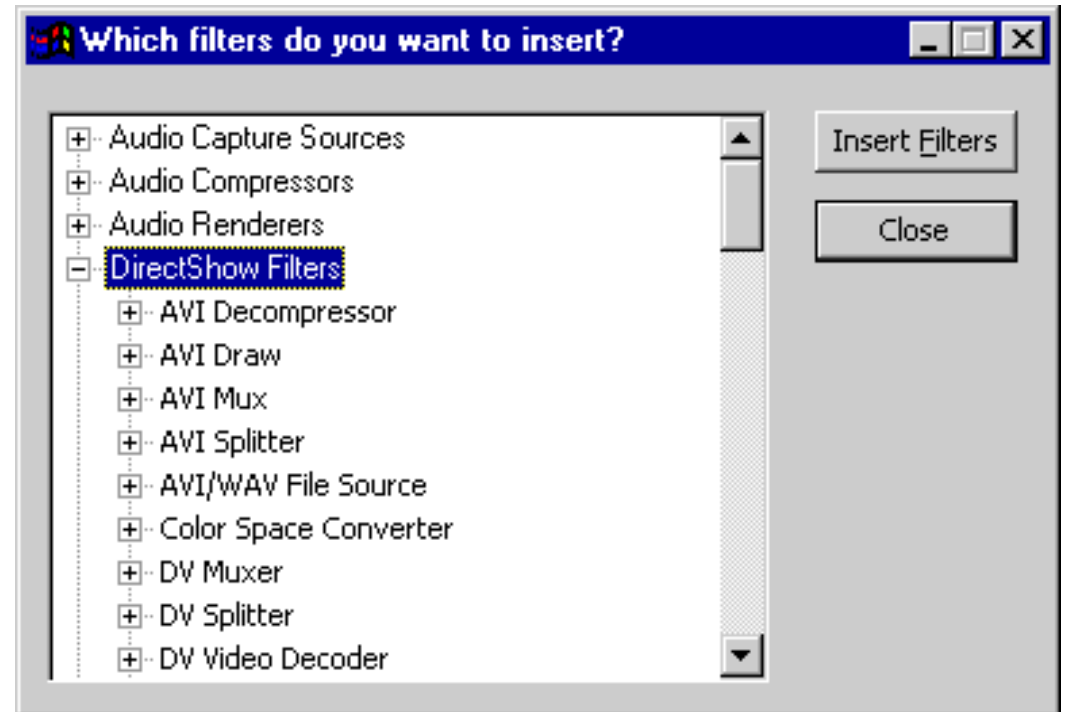 Which filters do you want to insert?
Audio Capture Sources
Audio Compressors
Audio Renderers
DirectShow Filters
AVI Decompressor
AVI Draw
AVI Mux
AVI Splitter
AVI/WAV File Source
Color Space Converter
DV Muxer
DV Splitter
DV Video Decoder
Insert Filters
Close